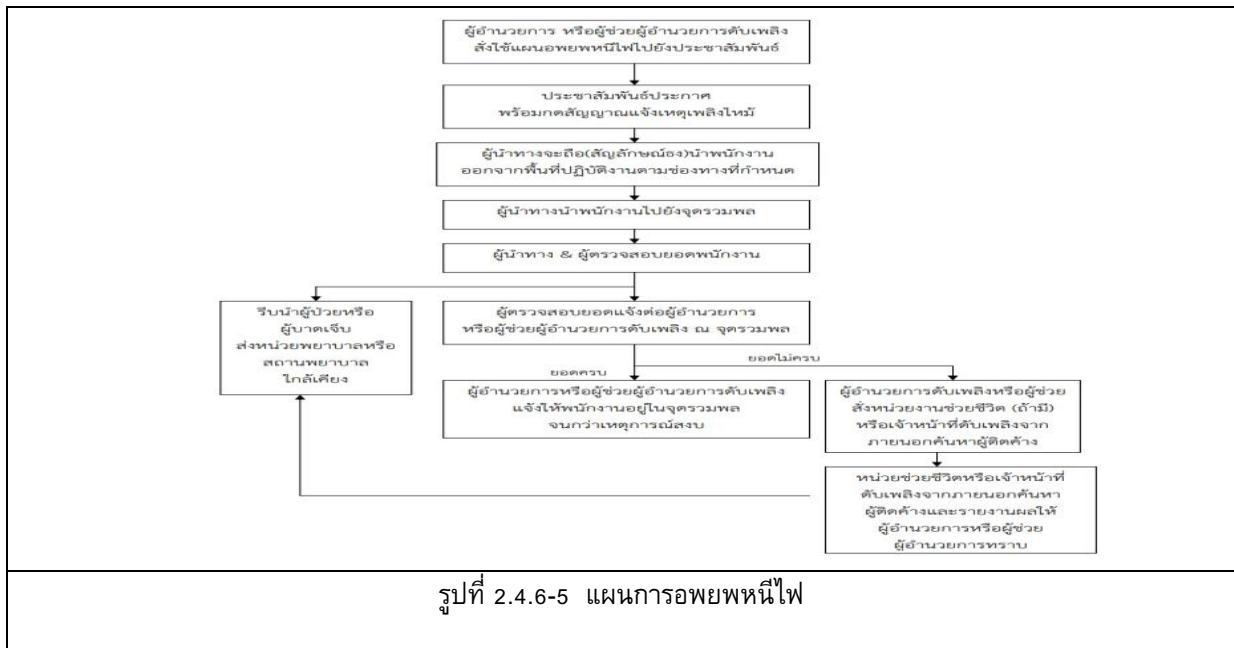 ผู้อำนวยการ หรือผู้ช่วยผู้อำนวยการดับเพลิง
สั่งใช้แผนอพยพหนีไฟไปยังประชาสัมพันธ์
ประชาสัมพันธ์ประกาศ
พร้อมกดสัญญาณแจ้งเหตุเพลิงไหม้
ผู้นำทางจะถือ(สัญลักษณ์ธง)นำพนักงาน
ออกจากพื้นที่ปฏิบัติงานตามช่องทางที่กำหนด
ผู้นำทางนำพนักงานไปยังจุดรวมพล
ผู้นำทาง & ผู้ตรวจสอบยอดพนักงาน
รีบนำผู้ป่วยหรือ
ผู้บาดเจ็บ
ส่งหน่วยพยาบาลหรือ
สถานพยาบาล
ใกล้เคียง
ผู้ตรวจสอบยอดแจ้งต่อผู้อำนวยการ
หรือผู้ช่วยผู้อำนวยการดับเพลิง ณ จุดรวมพล
ยอดไม่ครบ
ยอดครบ
ผู้อำนวยการหรือผู้ช่วยผู้อำนวยการดับเพลิง
แจ้งให้พนักงานอยู่ในจุดรวมพล
จนกว่าเหตุการณ์สงบ
ผู้อำนวยการดับเพลิงหรือผู้ช่วย
สั่งหน่วยงานช่วยชีวิต (ถ้ามี)
หรือเจ้าหน้าที่ดับเพลิงจาก
ภายนอกค้นหาผู้ติดค้าง
หน่วยช่วยชีวิตหรือเจ้าหน้าที่
ดับเพลิงจากภายนอกค้นหา
ผู้ติดค้างและรายงานผลให้
ผู้อำนวยการหรือผู้ช่วย
ผู้อำนวยการทราบ
รูปที่ 2.4.6-5 แผนการอพยพหนีไฟ